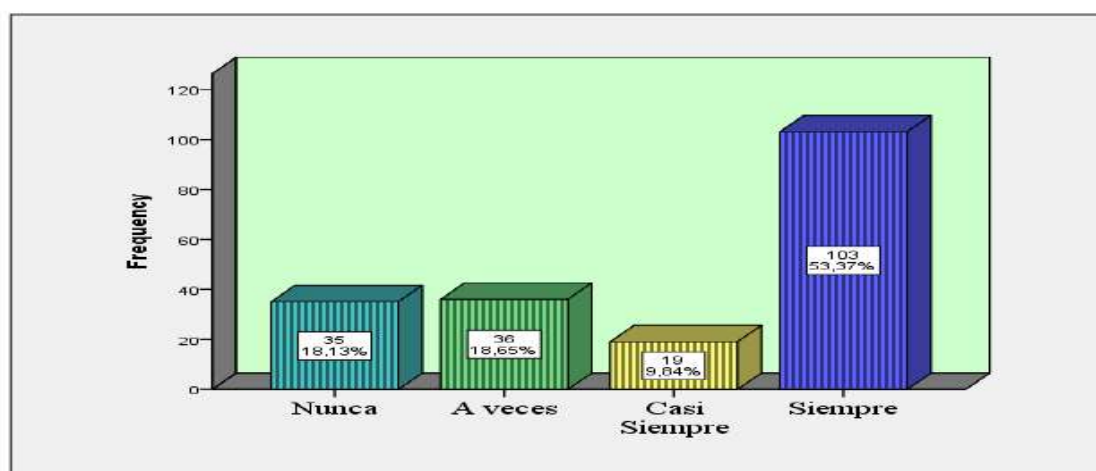 Frequency
120
100
80
60
40
20
0
35
18,13%
36
18,65%
19
9,84%
103
53,37%
Nunca
A veces
Casi
Siempre
Siempre